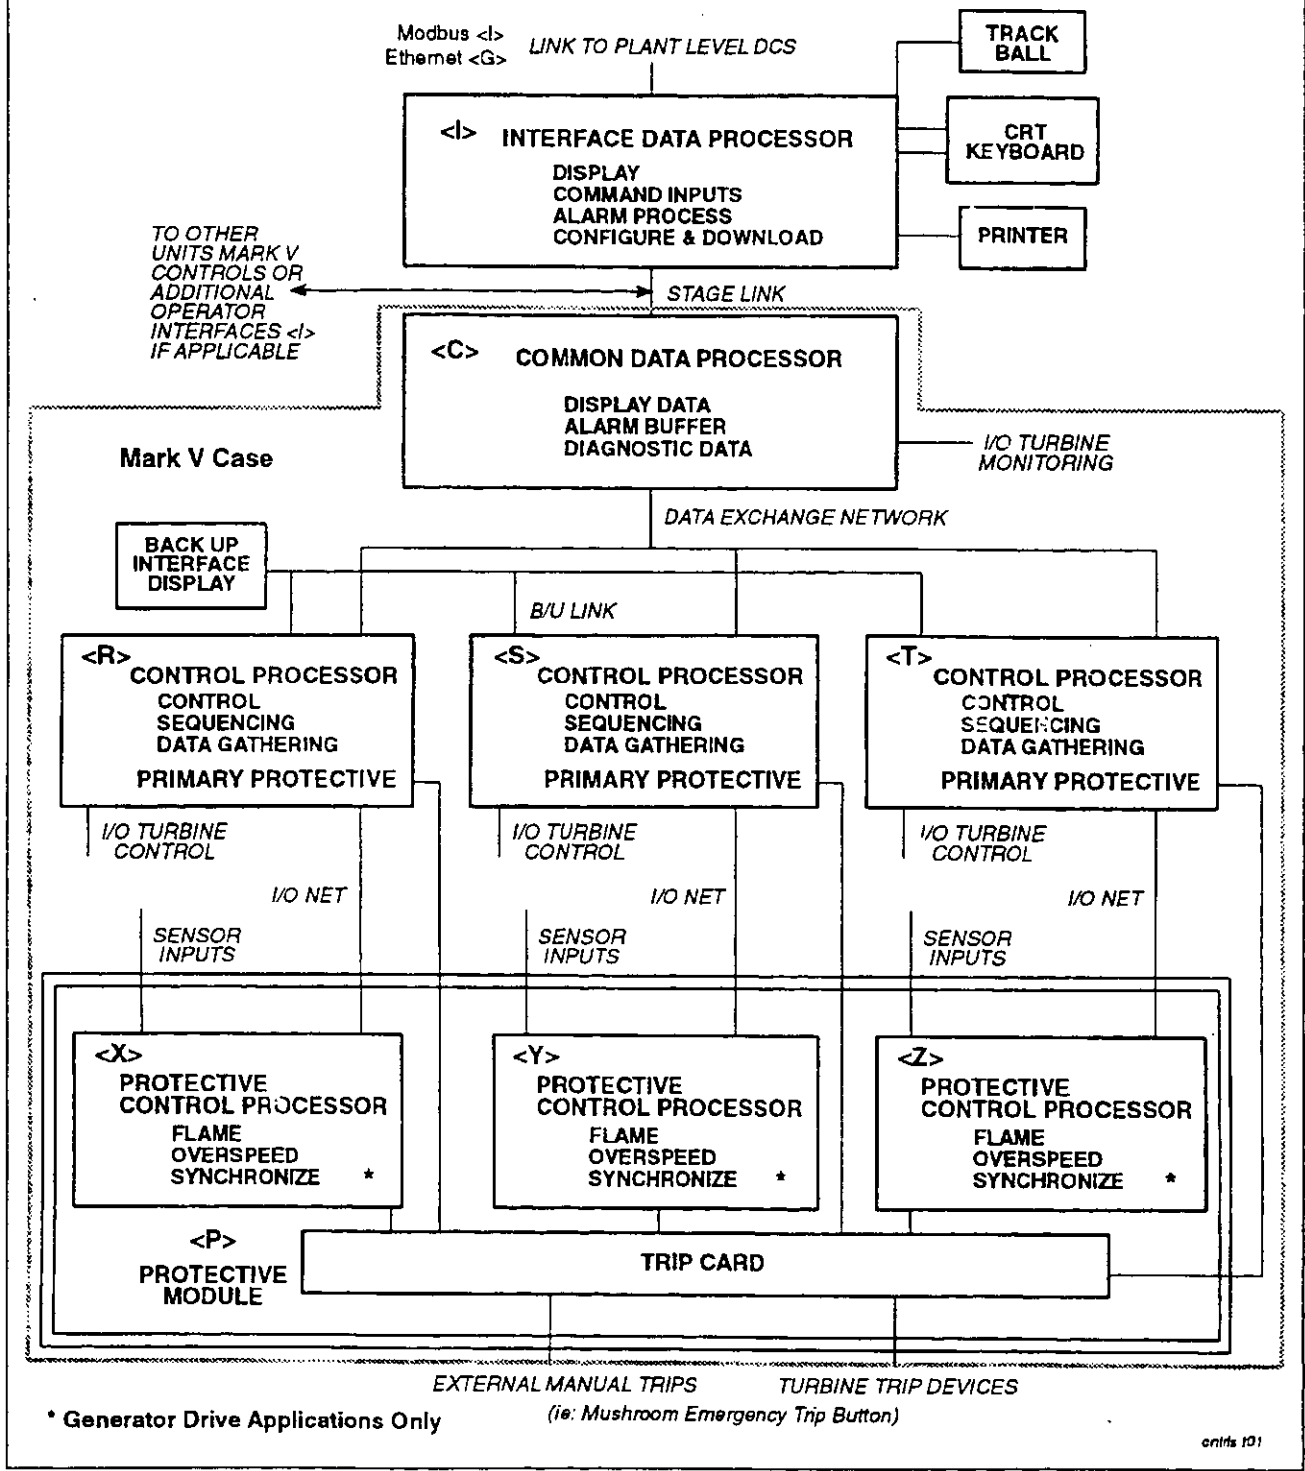 Modbus <I>
Ethernet <G>
LINK TO PLANT LEVEL DCS
TRACK
BALL
<I> INTERFACE DATA PROCESSOR
DISPLAY
COMMAND INPUTS
ALARM PROCESS
CONFIGURE & DOWNLOAD
CRT
KEYBOARD
PRINTER
TO OTHER
UNITS MARK V
CONTROLS OR
ADDITIONAL
OPERATOR
INTERFACES <I>
IF APPLICABLE
STAGE LINK
<C> COMMON DATA PROCESSOR
DISPLAY DATA
ALARM BUFFER
DIAGNOSTIC DATA
I/O TURBINE
MONITORING
Mark V Case
DATA EXCHANGE NETWORK
BACK UP
INTERFACE
DISPLAY
B/U LINK
<R>
CONTROL PROCESSOR
CONTROL
SEQUENCING
DATA GATHERING
PRIMARY PROTECTIVE
<S>
CONTROL PROCESSOR
CONTROL
SEQUENCING
DATA GATHERING
PRIMARY PROTECTIVE
<T>
CONTROL PROCESSOR
CONTROL
SEQUENCING
DATA GATHERING
PRIMARY PROTECTIVE
I/O TURBINE
CONTROL
I/O NET
SENSOR
INPUTS
I/O TURBINE
CONTROL
I/O NET
SENSOR
INPUTS
I/O TURBINE
CONTROL
I/O NET
SENSOR
INPUTS
<X>
PROTECTIVE
CONTROL PROCESSOR
FLAME
OVERSPEED
SYNCHRONIZE *
<Y>
PROTECTIVE
CONTROL PROCESSOR
FLAME
OVERSPEED
SYNCHRONIZE *
<Z>
PROTECTIVE
CONTROL PROCESSOR
FLAME
OVERSPEED
SYNCHRONIZE *
<P>
PROTECTIVE
MODULE
TRIP CARD
EXTERNAL MANUAL TRIPS
TURBINE TRIP DEVICES
(ie: Mushroom Emergency Trip Button)
* Generator Drive Applications Only